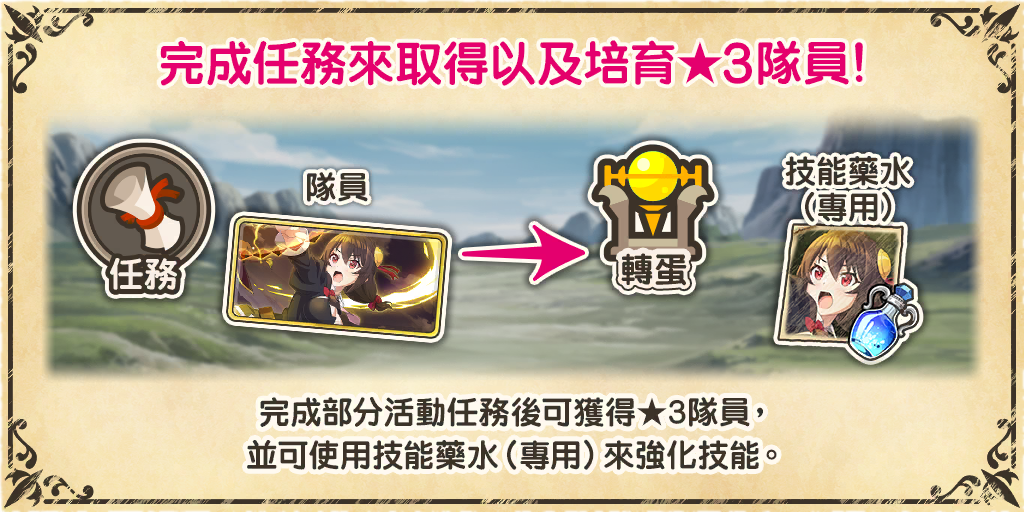 完成任務來取得以及培育★3隊員!
任務
隊員
轉蛋
技能藥水
(專用)
完成部分活動任務後可獲得★3隊員,
並可使用技能藥水(專用)來強化技能。